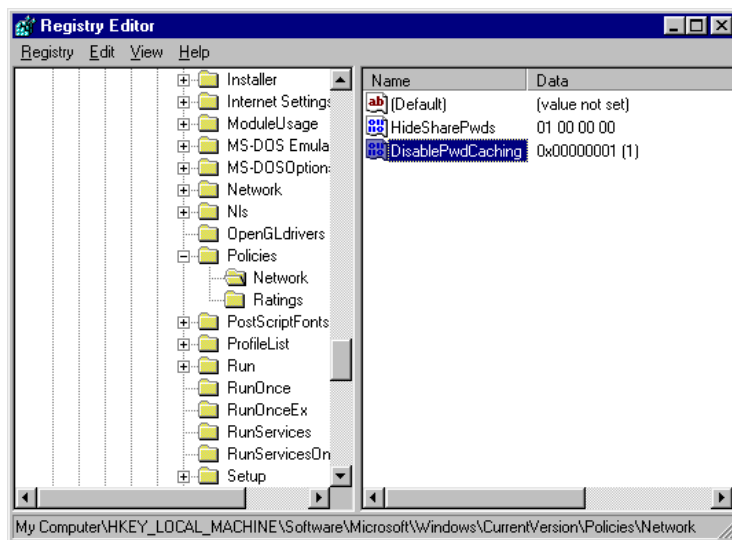 Registry Editor
Registry Edit View Help
Installer
Internet Settings
ModuleUsage
MS-DOS Emula
MS-DOSOption:
Network
Nls
OpenGLdrivers
Policies
Network
Ratings
PostScriptFonts
ProfileList
Run
RunOnce
RunOnceEx
RunServices
RunServicesOn
Setup
Name Data
ab (Default) (value not set)
HideSharePwds 01 00 00 00
DisablePwdCaching 0x00000001 (1)
My Computer\HKEY_LOCAL_MACHINE\Software\Microsoft\Windows\CurrentVersion\Policies\Network